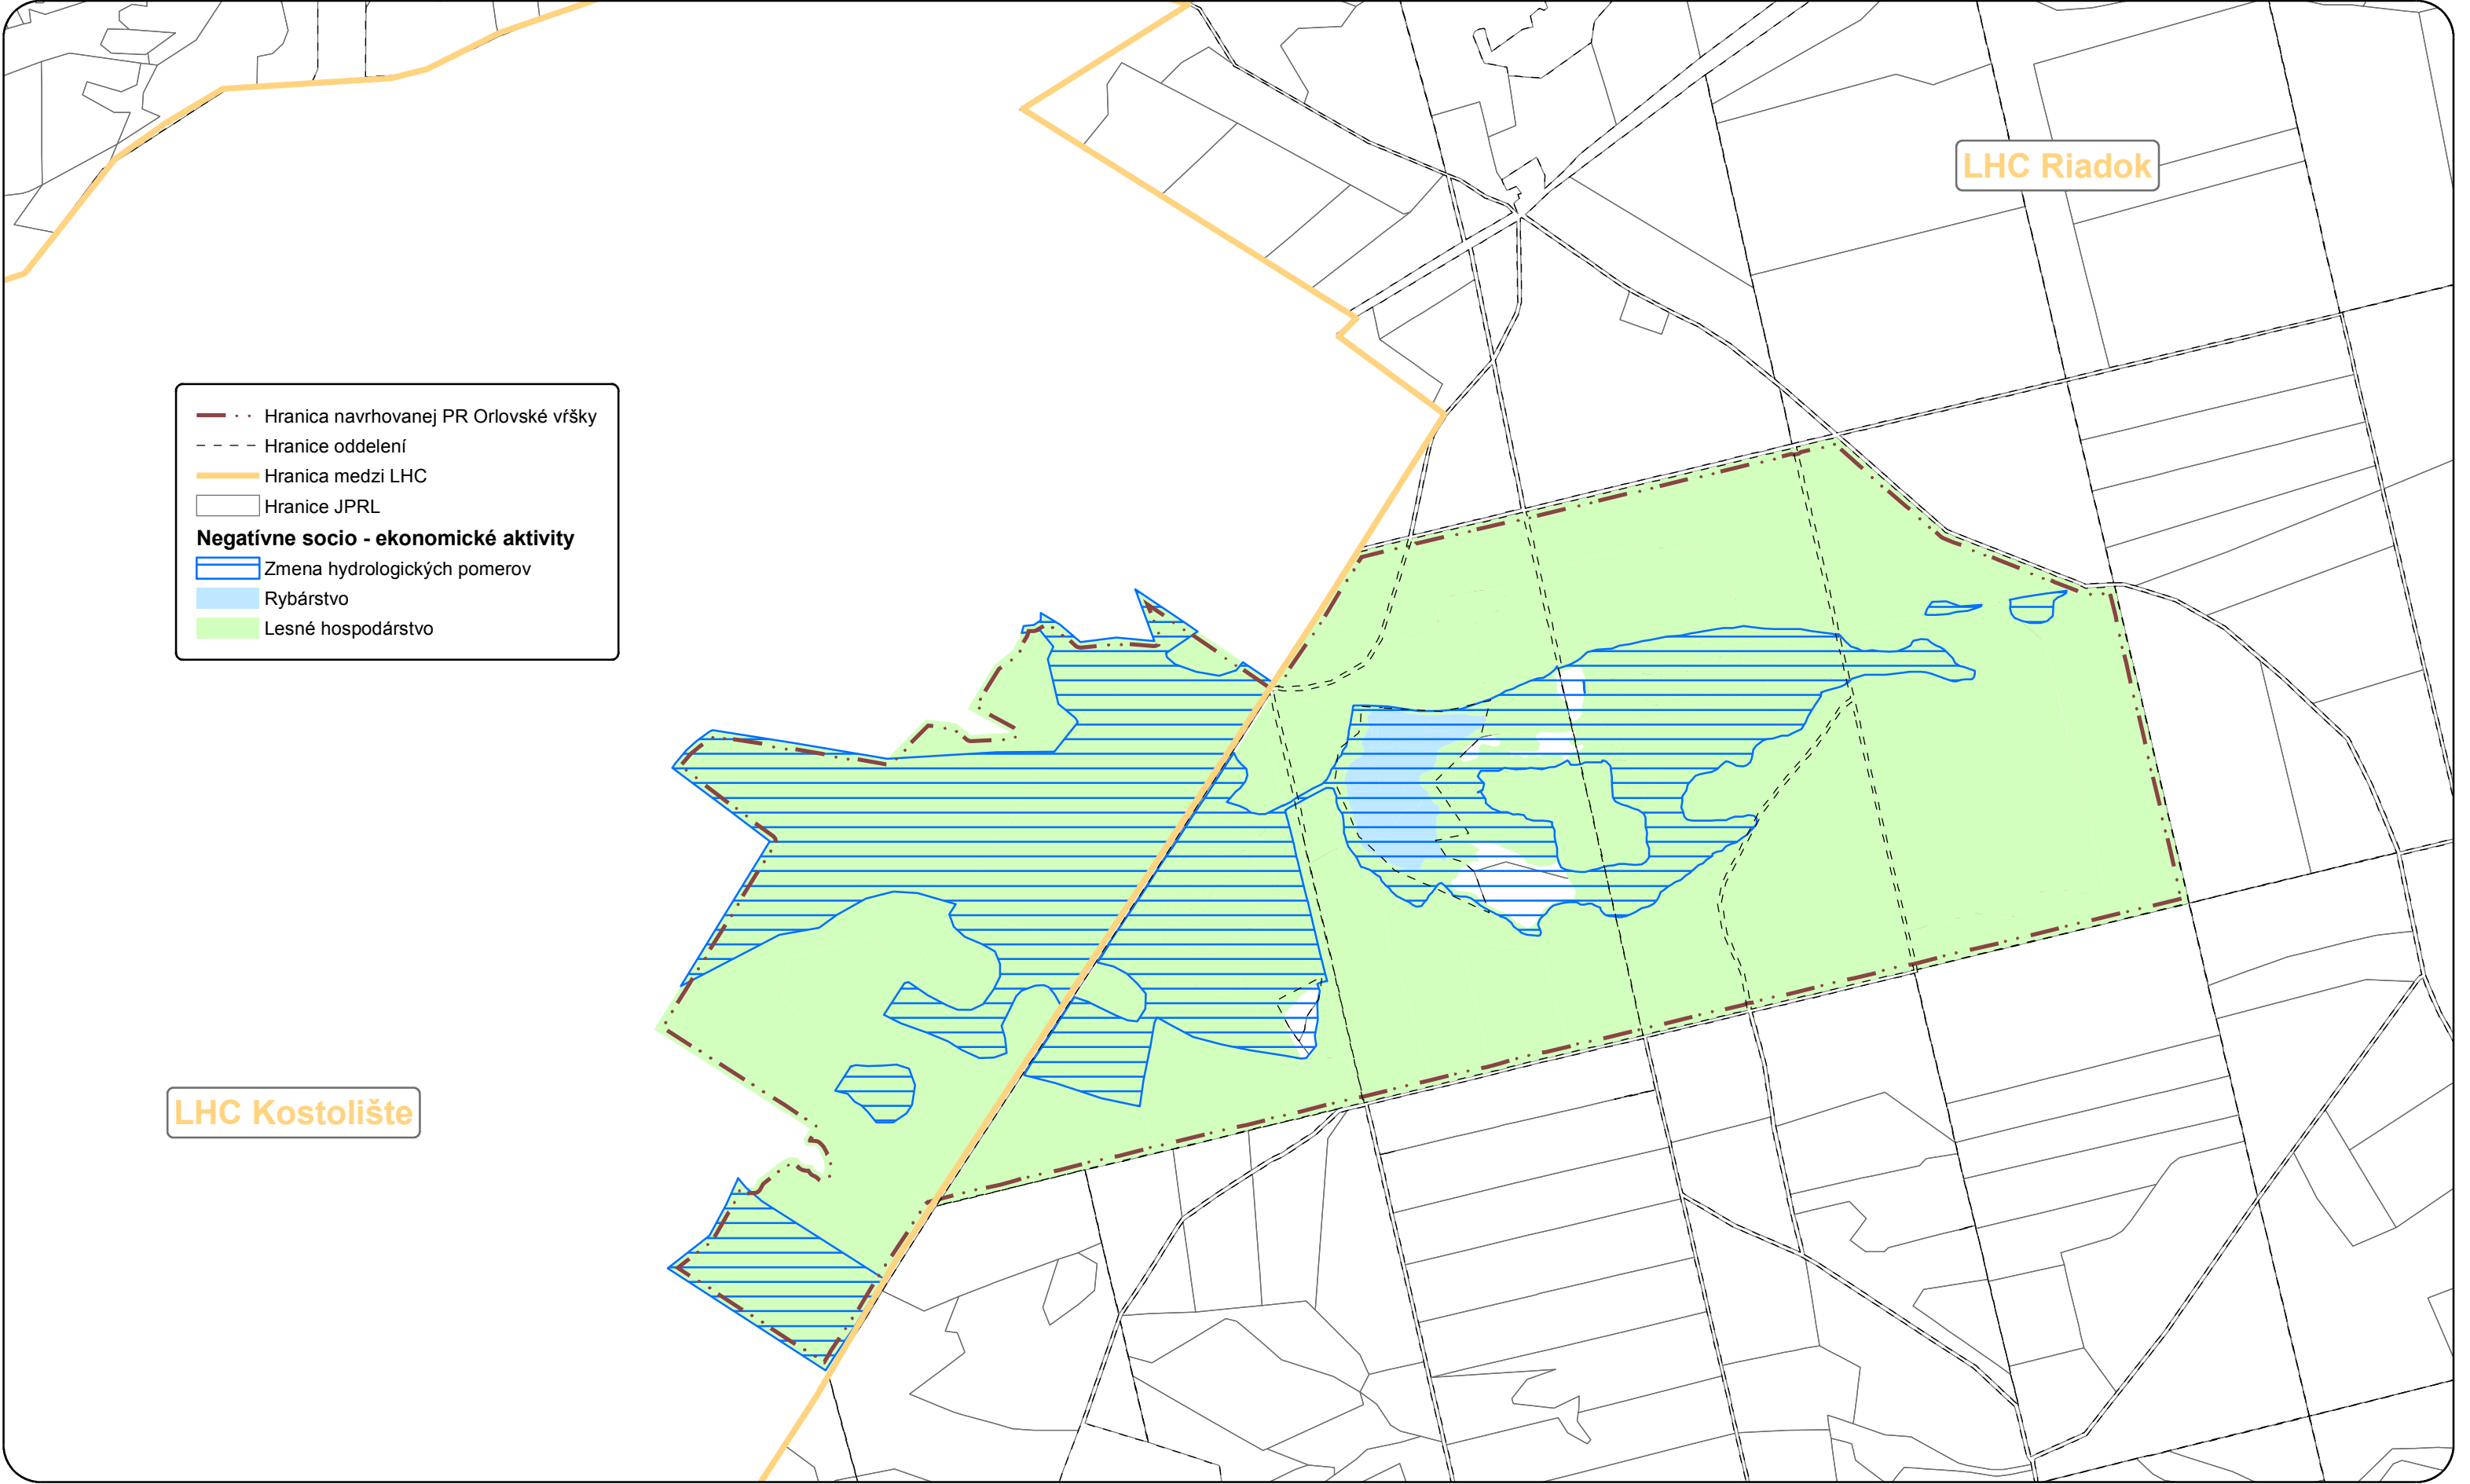 LHC Riadok
Hranica navrhovanej PR Orlovské vŕšky
Hranice oddelení
Hranica medzi LHC
Hranice JPRL
Negatívne socio - ekonomické aktivity
Zmena hydrologických pomerov
Rybárstvo
Lesné hospodárstvo
LHC Kostolište